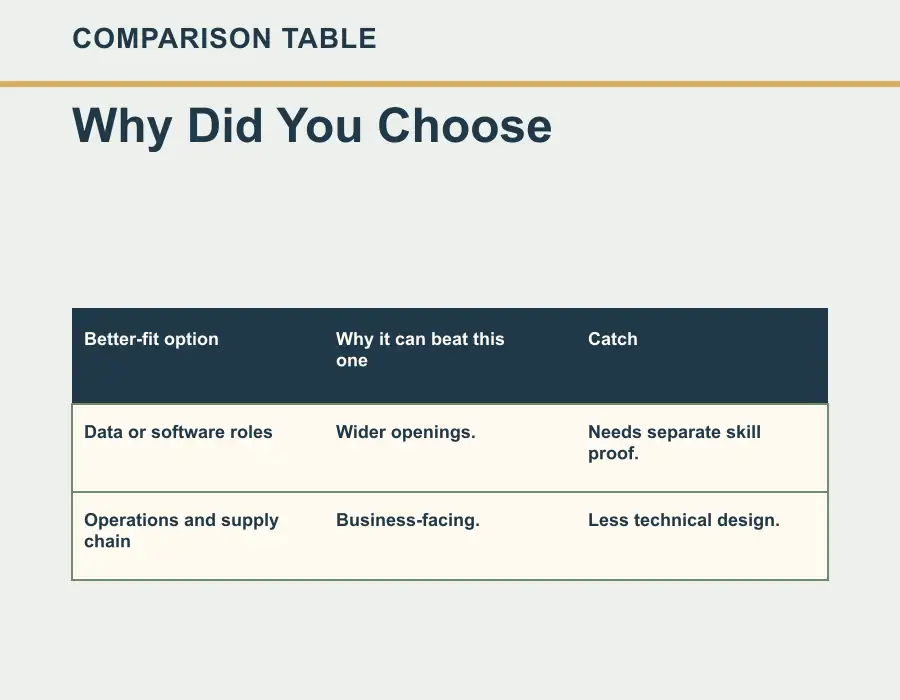 COMPARISON TABLE
Why Did You Choose
Better-fit option
Why it can beat this
one
Catch
Data or software roles
Wider openings.
Needs separate skill
proof.
Operations and supply
chain
Business-facing.
Less technical design.